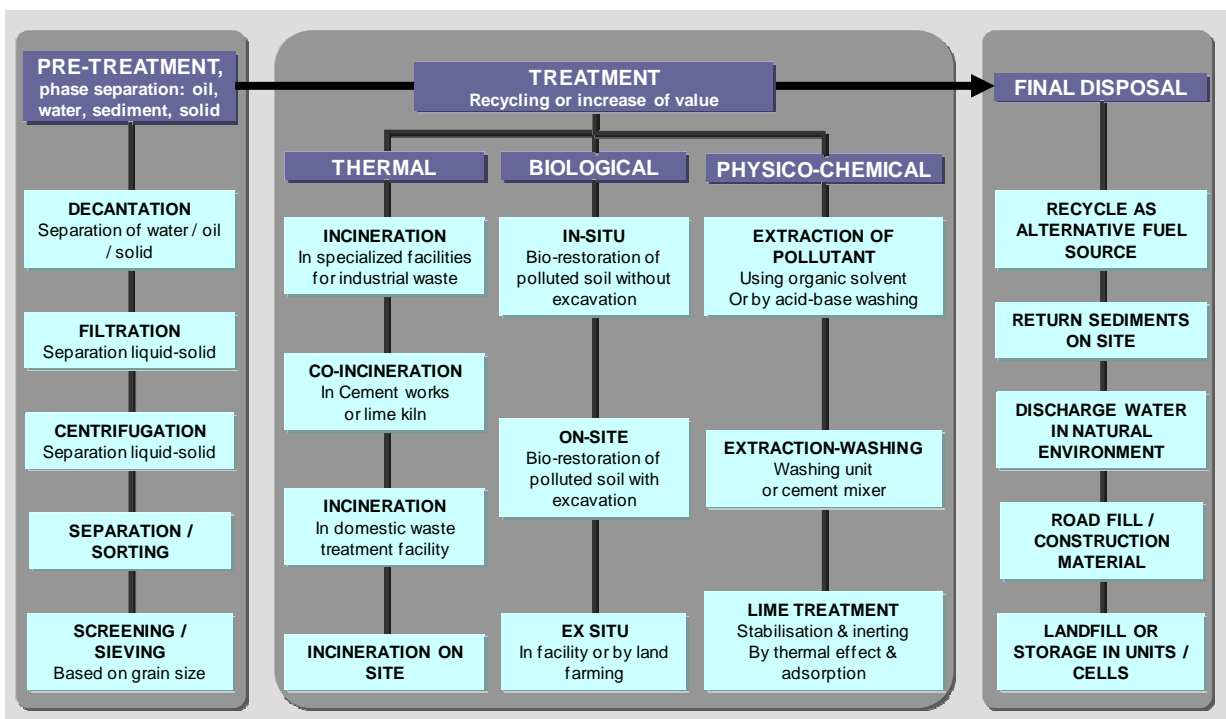 PRE-TREATMENT,
phase separation: oil,
water, sediment, solid
DECANTATION
Separation of water / oil
/ solid
FILTRATION
Separation liquid-solid
CENTRIFUGATION
Separation liquid-solid
SEPARATION /
SORTING
SCREENING /
SIEVING
Based on grain size
TREATMENT
Recycling or increase of value
THERMAL
INCINERATION
In specialized facilities
for industrial waste
CO-INCINERATION
In Cement works
or lime kiln
INCINERATION
In domestic waste
treatment facility
INCINERATION ON
SITE
BIOLOGICAL
IN-SITU
Bio-restoration of
polluted soil without
excavation
ON-SITE
Bio-restoration of
polluted soil with
excavation
EX SITU
In facility or by land
farming
PHYSICO-CHEMICAL
EXTRACTION OF
POLLUTANT
Using organic solvent
Or by acid-base washing
EXTRACTION-WASHING
Washing unit
or cement mixer
LIME TREATMENT
Stabilisation & inerting
By thermal effect &
adsorption
FINAL DISPOSAL
RECYCLE AS
ALTERNATIVE FUEL
SOURCE
RETURN SEDIMENTS
ON SITE
DISCHARGE WATER
IN NATURAL
ENVIRONMENT
ROAD FILL /
CONSTRUCTION
MATERIAL
LANDFILL OR
STORAGE IN UNITS /
CELLS